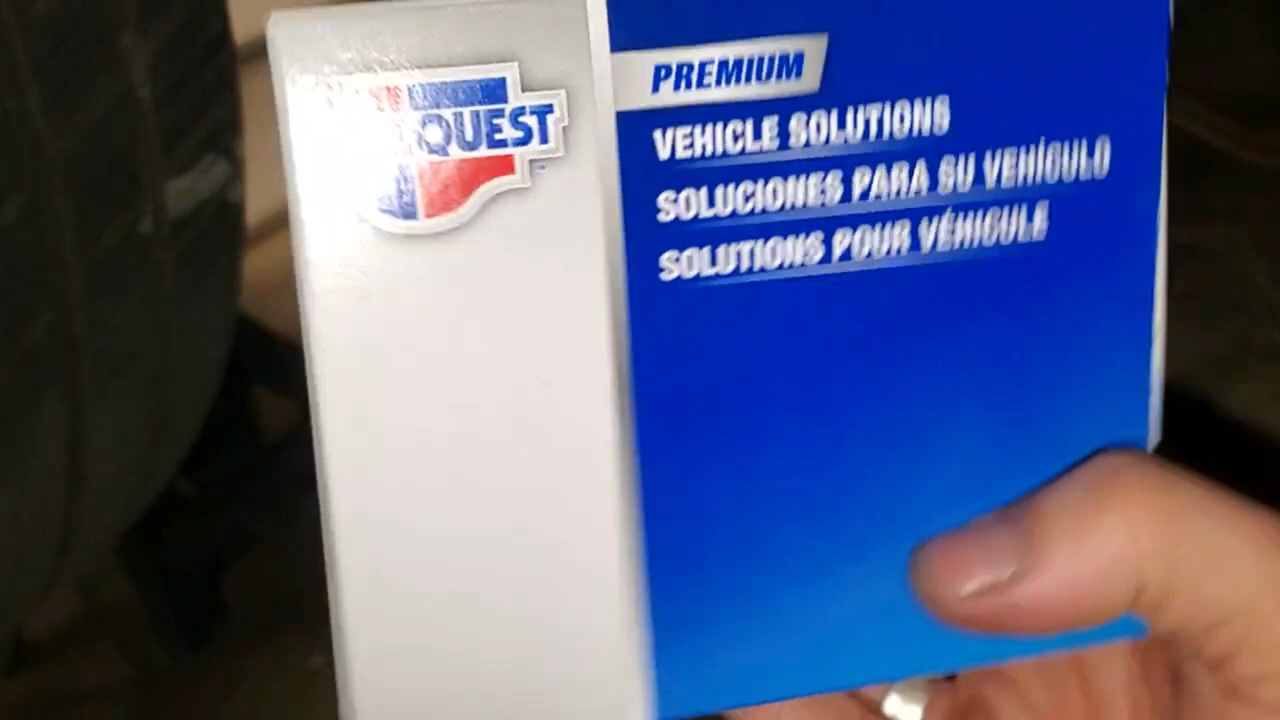 QUEST
PREMIUM
VEHICLE SOLUTIONS
SOLUCIONES PARA SU VEHÍCULO
SOLUTIONS POUR VÉHICULE